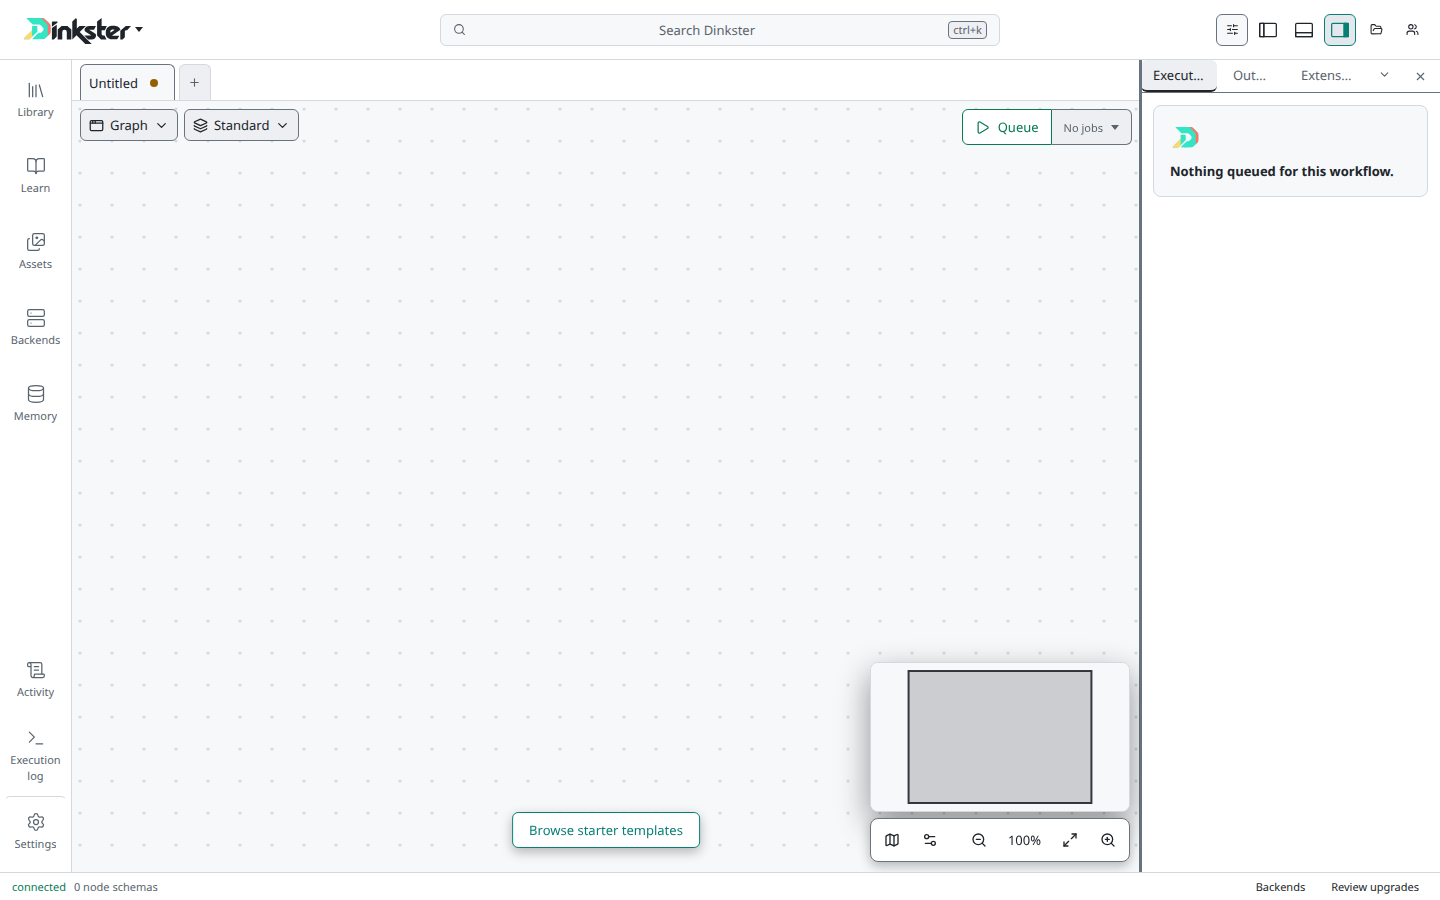 Dinkster
Search Dinkster
ctrl+k
Library
Learn
Assets
Backends
Memory
Activity
Execution
log
Settings
Untitled
Graph
Standard
Queue
No jobs
Browse starter templates
100%
Execut...
Out...
Extens...
Nothing queued for this workflow.
connected
0 node schemas
Backends
Review upgrades